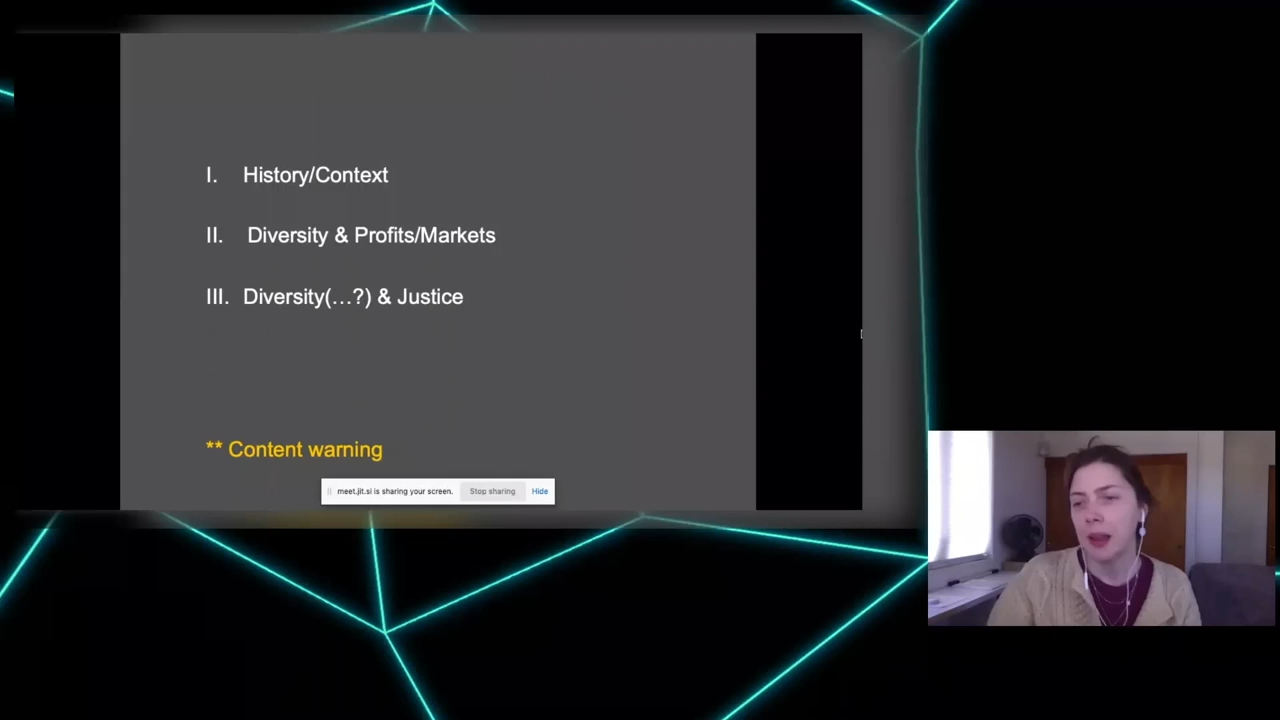 I. History/Context
II. Diversity & Profits/Markets
III. Diversity(…?) & Justice
** Content warning
meet.jit.si is sharing your screen. Stop sharing Hide